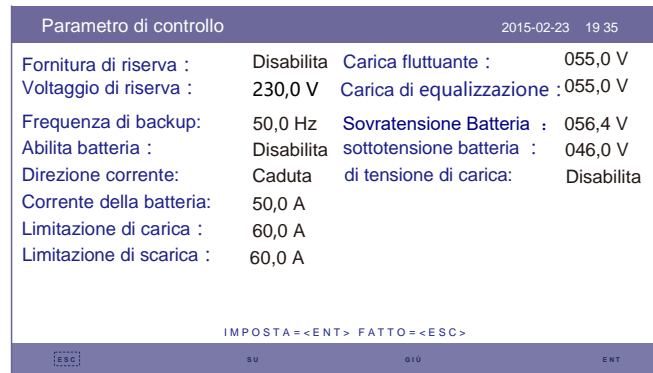 Parametro di controllo 2015-02-23 19 35
Fornitura di riserva : Disabilita Carica fluttuante : 055,0 V
Voltaggio di riserva : 230,0 V Carica di equalizzazione : 055,0 V
Frequenza di backup: 50,0 Hz Sovratensione Batteria : 056,4 V
Abilita batteria : Disabilita sottotensione batteria : 046,0 V
Direzione corrente: Caduta di tensione di carica: Disabilita
Corrente della batteria: 50,0 A
Limitazione di carica : 60,0 A
Limitazione di scarica : 60,0 A
IMPOSTA=<ENT> FATTO=<ESC>
ESC SU GIÙ ENT